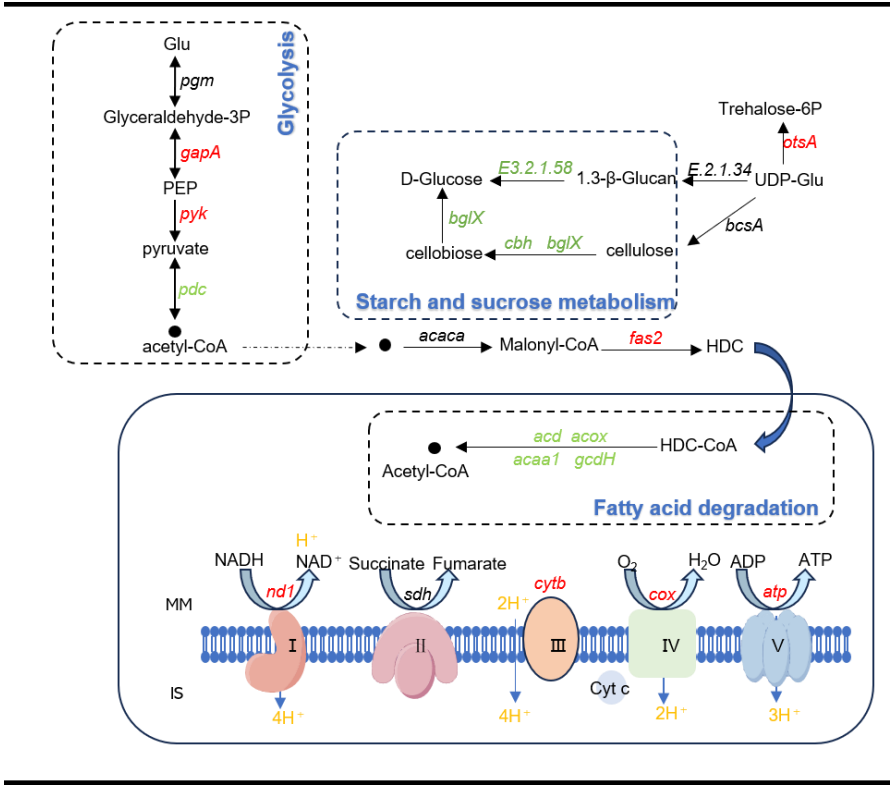 Glu
pgm
Glyceraldehyde-3P
gapA
PEP
pyk
pyruvate
pdc
acetyl-CoA
Glycolysis
Trehalose-6P
otsA
D-Glucose
E3.2.1.58
1.3-β-Glucan
E.2.1.34
UDP-Glu
bglX
bcsA
cellobiose
cbh bglX
cellulose
Starch and sucrose metabolism
acaca
Malonyl-CoA
fas2
HDC
acd acox
HDC-CoA
acaa1 gcdH
Acetyl-CoA
Fatty acid degradation
H⁺
NADH
NAD⁺
Succinate
Fumarate
O₂
H₂O
ADP
ATP
nd1
sdh
cytb
cox
atp
MM
2H⁺
I
II
III
IV
V
IS
Cyt c
4H⁺
4H⁺
2H⁺
3H⁺